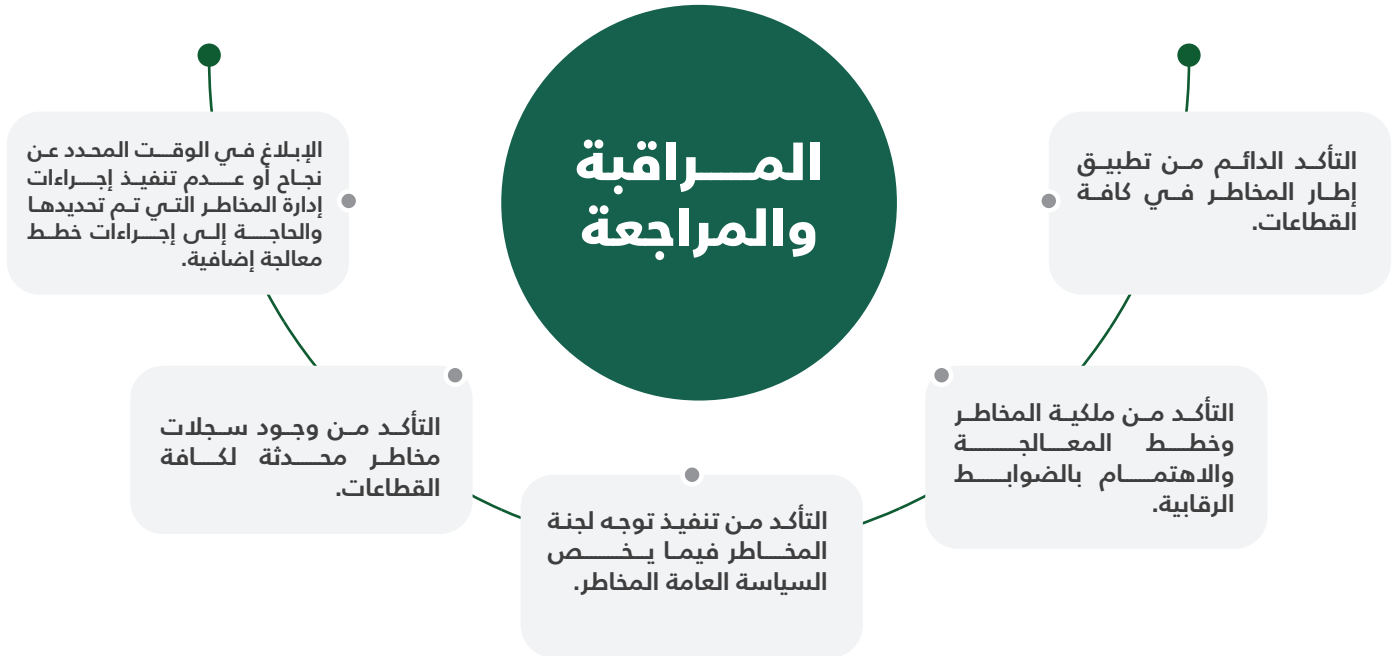 المراقبة
والمراجعة
التأكد الدائم من تطبيق
إطار المخاطر في كافة
القطاعات.
التأكد من ملكية المخاطر
وخطط المعالجة
والاهتمام بالضوابط
الرقابية.
التأكد من تنفيذ توجه لجنة
المخاطر فيما يخص
السياسة العامة المخاطر.
التأكد من وجود سجلات
مخاطر محدثة لكافة
القطاعات.
الإبلاغ في الوقت المحدد عن
نجاح أو عدم تنفيذ إجراءات
إدارة المخاطر التي تم تحديدها
والحاجة إلى إجراءات خطط
معالجة إضافية.